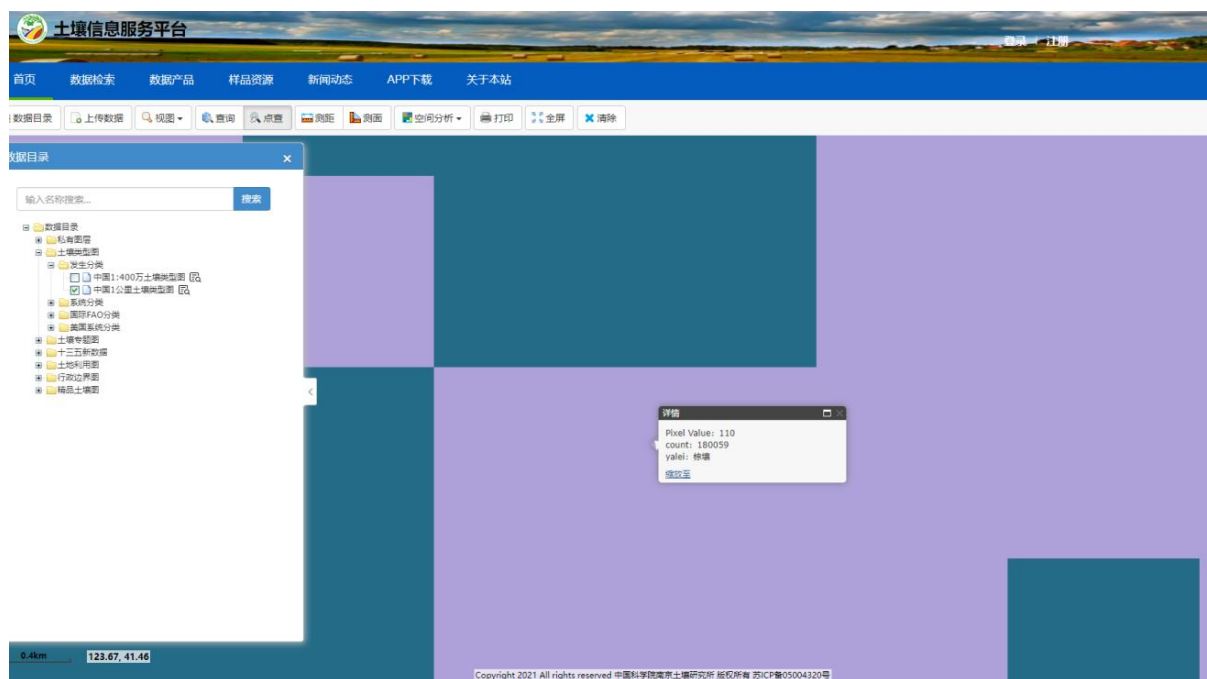 土壤信息服务平台
登录 | 注册
首页 数据检索 数据产品 样品资源 新闻动态 APP下载 关于本站
数据目录 上传数据 视图 查询 点查 测距 测面 空间分析 打印 全屏 清除
数据目录
输入名称搜索... 搜索
数据目录
私有图层
土壤类型图
发生分类
中国1:400万土壤类型图
中国1公里土壤类型图
系统分类
国际FAO分类
美国系统分类
土壤专题图
十三五新数据
土地利用图
行政边界图
精品土壤图
详情
Pixel Value: 110
count: 180059
yalei: 棕壤
缩放至
0.4km
123.67, 41.46
Copyright 2021 All rights reserved 中国科学院南京土壤研究所 版权所有 苏ICP备05004320号